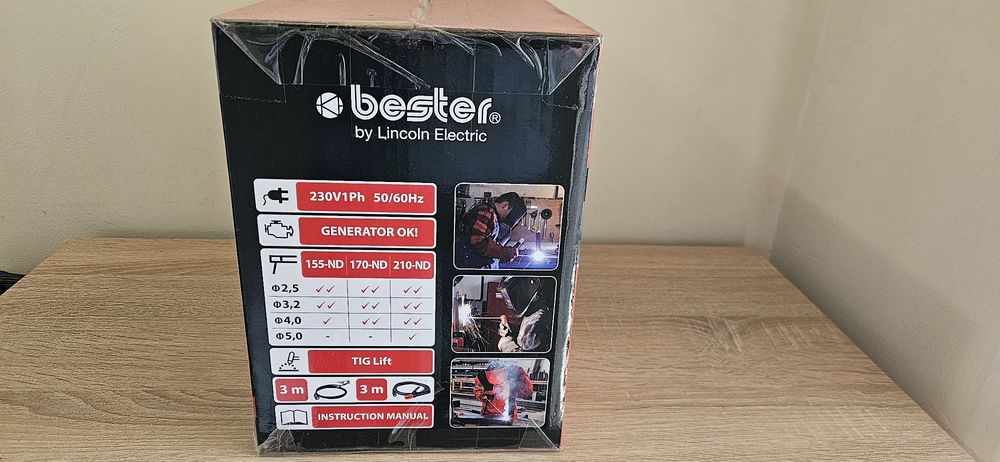 bester®
by Lincoln Electric
230V1Ph 50/60Hz
GENERATOR OK!
155-ND 170-ND 210-ND
Φ2,5 ✓✓ ✓✓ ✓✓
Φ3,2 ✓✓ ✓✓ ✓✓
Φ4,0 ✓ ✓✓ ✓✓
Φ5,0 - - ✓
TIG Lift
3 m 3 m
INSTRUCTION MANUAL